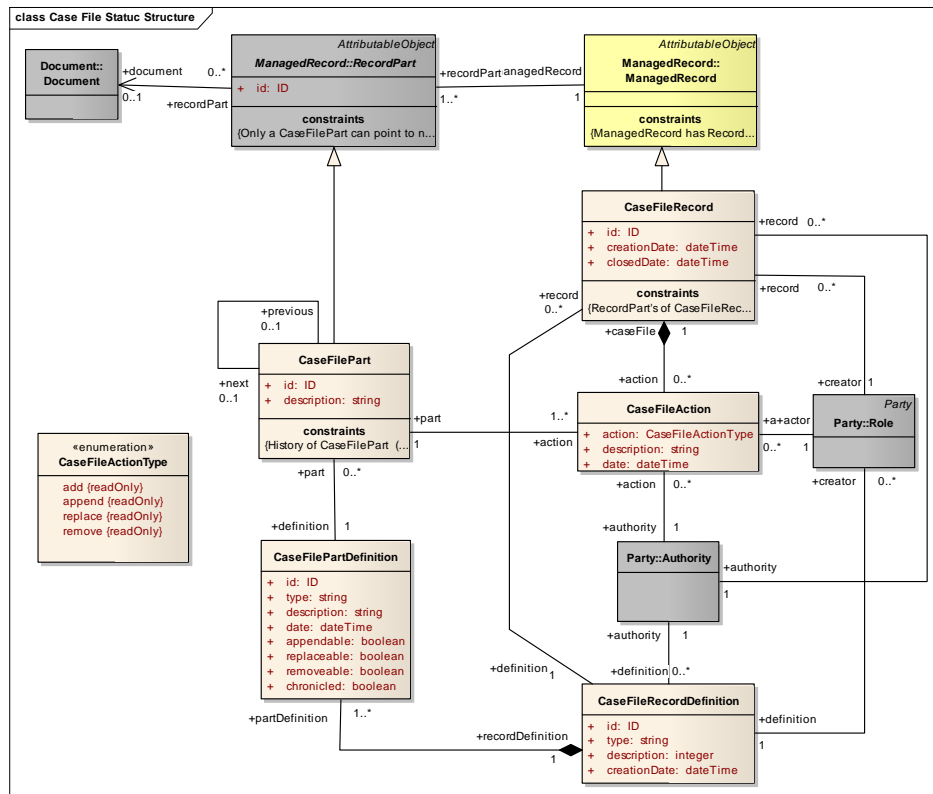 class Case File Statuc Structure
Document::
Document
+document
0..*
0..1
+recordPart
AttributableObject
ManagedRecord::RecordPart
+ id: ID
constraints
{Only a CaseFilePart can point to n...
+recordPart
anagedRecord
1..*
1
AttributableObject
ManagedRecord::
ManagedRecord
constraints
{ManagedRecord has Record...
CaseFileRecord
+ id: ID
+ creationDate: dateTime
+ closedDate: dateTime
constraints
{RecordPart's of CaseFileRec...
+record 0..*
+record 0..*
+record
0..*
+caseFile 1
+previous
0..1
+next
0..1
CaseFilePart
+ id: ID
+ description: string
constraints
{History of CaseFilePart (...
+part
1
1..*
+action
+action 0..*
CaseFileAction
+ action: CaseFileActionType
+ description: string
+ date: dateTime
+a+actor
0..*
1
+creator 1
Party
Party::Role
+creator 0..*
«enumeration»
CaseFileActionType
add {readOnly}
append {readOnly}
replace {readOnly}
remove {readOnly}
+part 0..*
+definition 1
+action 0..*
+authority 1
Party::Authority
+authority
1
+authority 1
CaseFilePartDefinition
+ id: ID
+ type: string
+ description: string
+ date: dateTime
+ appendable: boolean
+ replaceable: boolean
+ removeable: boolean
+ chronicled: boolean
+definition
1
+definition 0..*
CaseFileRecordDefinition
+ id: ID
+ type: string
+ description: integer
+ creationDate: dateTime
+definition
1
+partDefinition 1..*
+recordDefinition
1